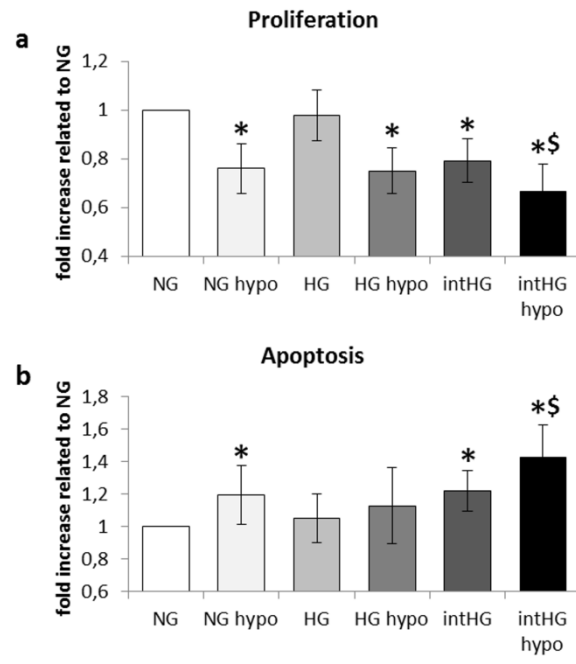 Proliferation
a
fold increase related to NG
1,2
1
0,8
0,6
0,4
*
*
*
*$
NG
NG hypo
HG
HG hypo
intHG
intHG
hypo
Apoptosis
b
fold increase related to NG
1,8
1,6
1,4
1,2
1
0,8
0,6
*
*
*$
NG
NG hypo
HG
HG hypo
intHG
intHG
hypo